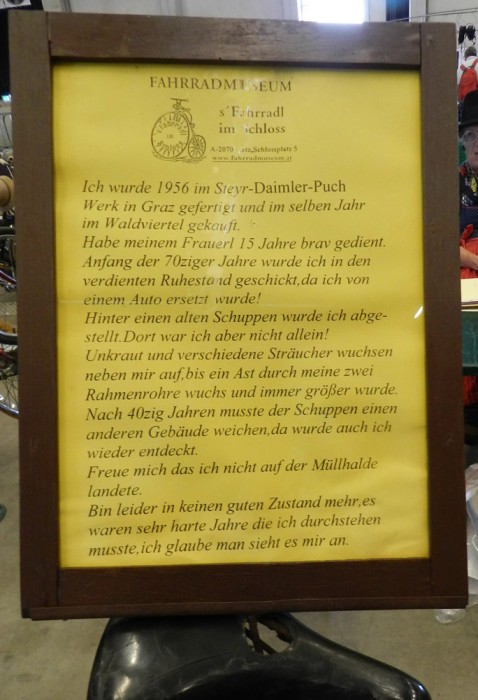 FAHRRADMUSEUM
s'Fahrradl
im Schloss
A-2070 Retz,Schlossplatz 5
www.fahrradmuseum.at
Ich wurde 1956 im Steyr-Daimler-Puch
Werk in Graz gefertigt und im selben Jahr
im Waldviertel gekauft.
Habe meinem Frauerl 15 Jahre brav gedient.
Anfang der 70ziger Jahre wurde ich in den
verdienten Ruhestand geschickt,da ich von
einem Auto ersetzt wurde!
Hinter einen alten Schuppen wurde ich abge-
stellt.Dort war ich aber nicht allein!
Unkraut und verschiedene Sträucher wuchsen
neben mir auf,bis ein Ast durch meine zwei
Rahmenrohre wuchs und immer größer wurde.
Nach 40zig Jahren musste der Schuppen einen
anderen Gebäude weichen,da wurde auch ich
wieder entdeckt.
Freue mich das ich nicht auf der Müllhalde
landete.
Bin leider in keinen guten Zustand mehr,es
waren sehr harte Jahre die ich durchstehen
musste,ich glaube man sieht es mir an.